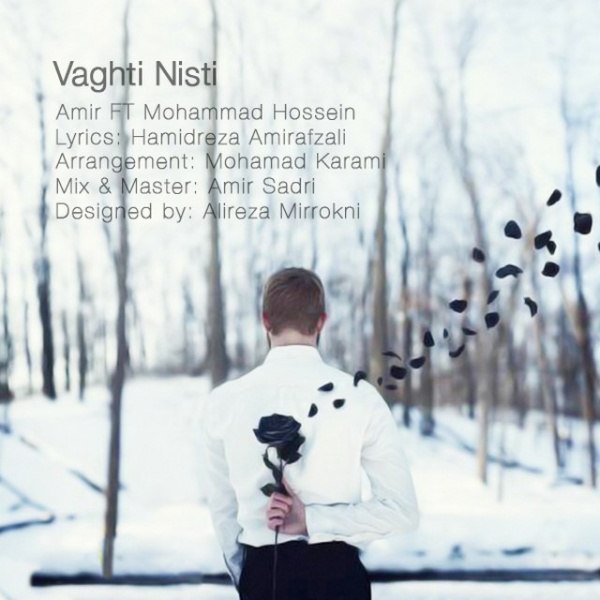 Vaghti Nisti
Amir FT Mohammad Hossein
Lyrics: Hamidreza Amirafzali
Arrangement: Mohamad Karami
Mix & Master: Amir Sadri
Designed by: Alireza Mirrokni